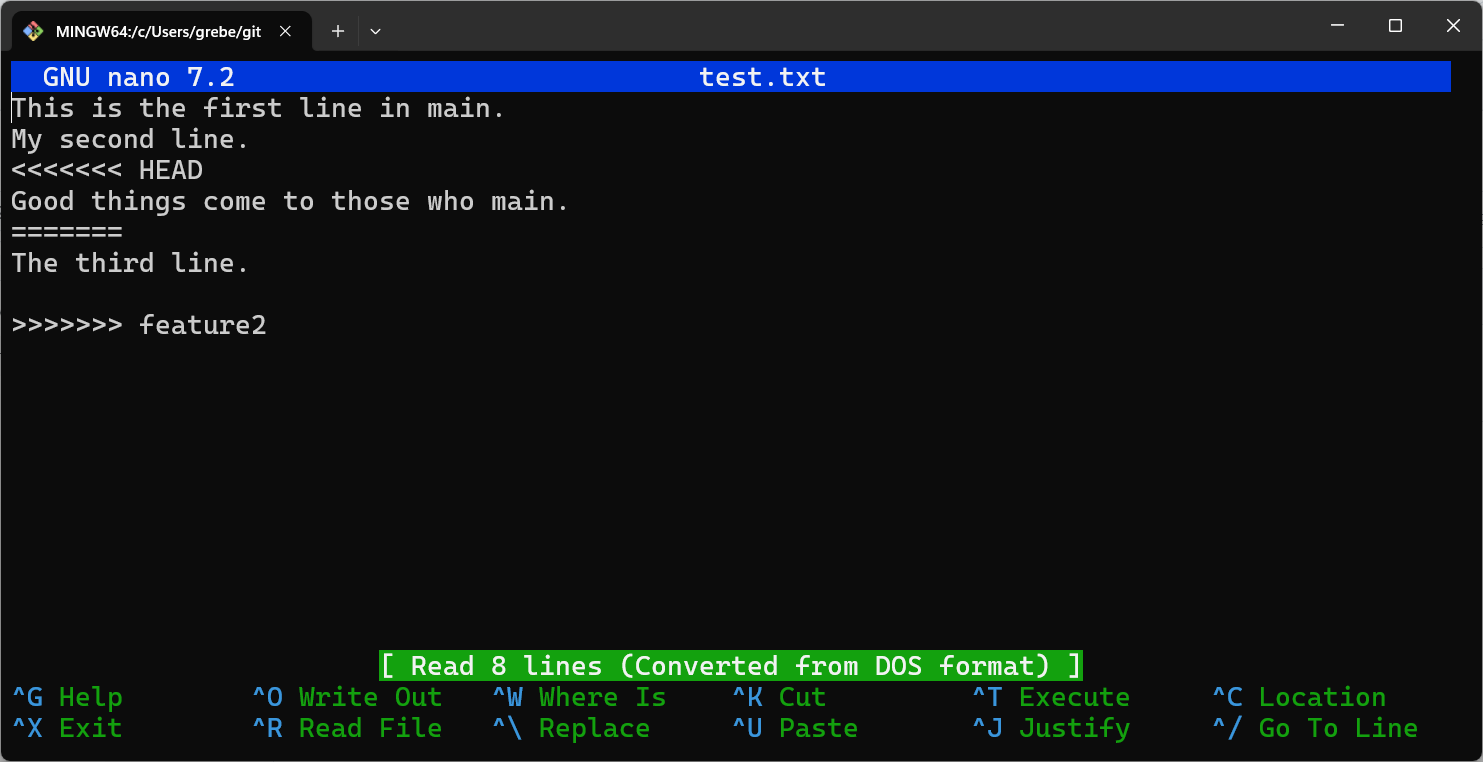 MINGW64:/c/Users/grebe/git
GNU nano 7.2 test.txt
This is the first line in main.
My second line.
<<<<<<< HEAD
Good things come to those who main.
=======
The third line.

>>>>>>> feature2
[ Read 8 lines (Converted from DOS format) ]
^G Help ^O Write Out ^W Where Is ^K Cut ^T Execute ^C Location
^X Exit ^R Read File ^\ Replace ^U Paste ^J Justify ^/ Go To Line